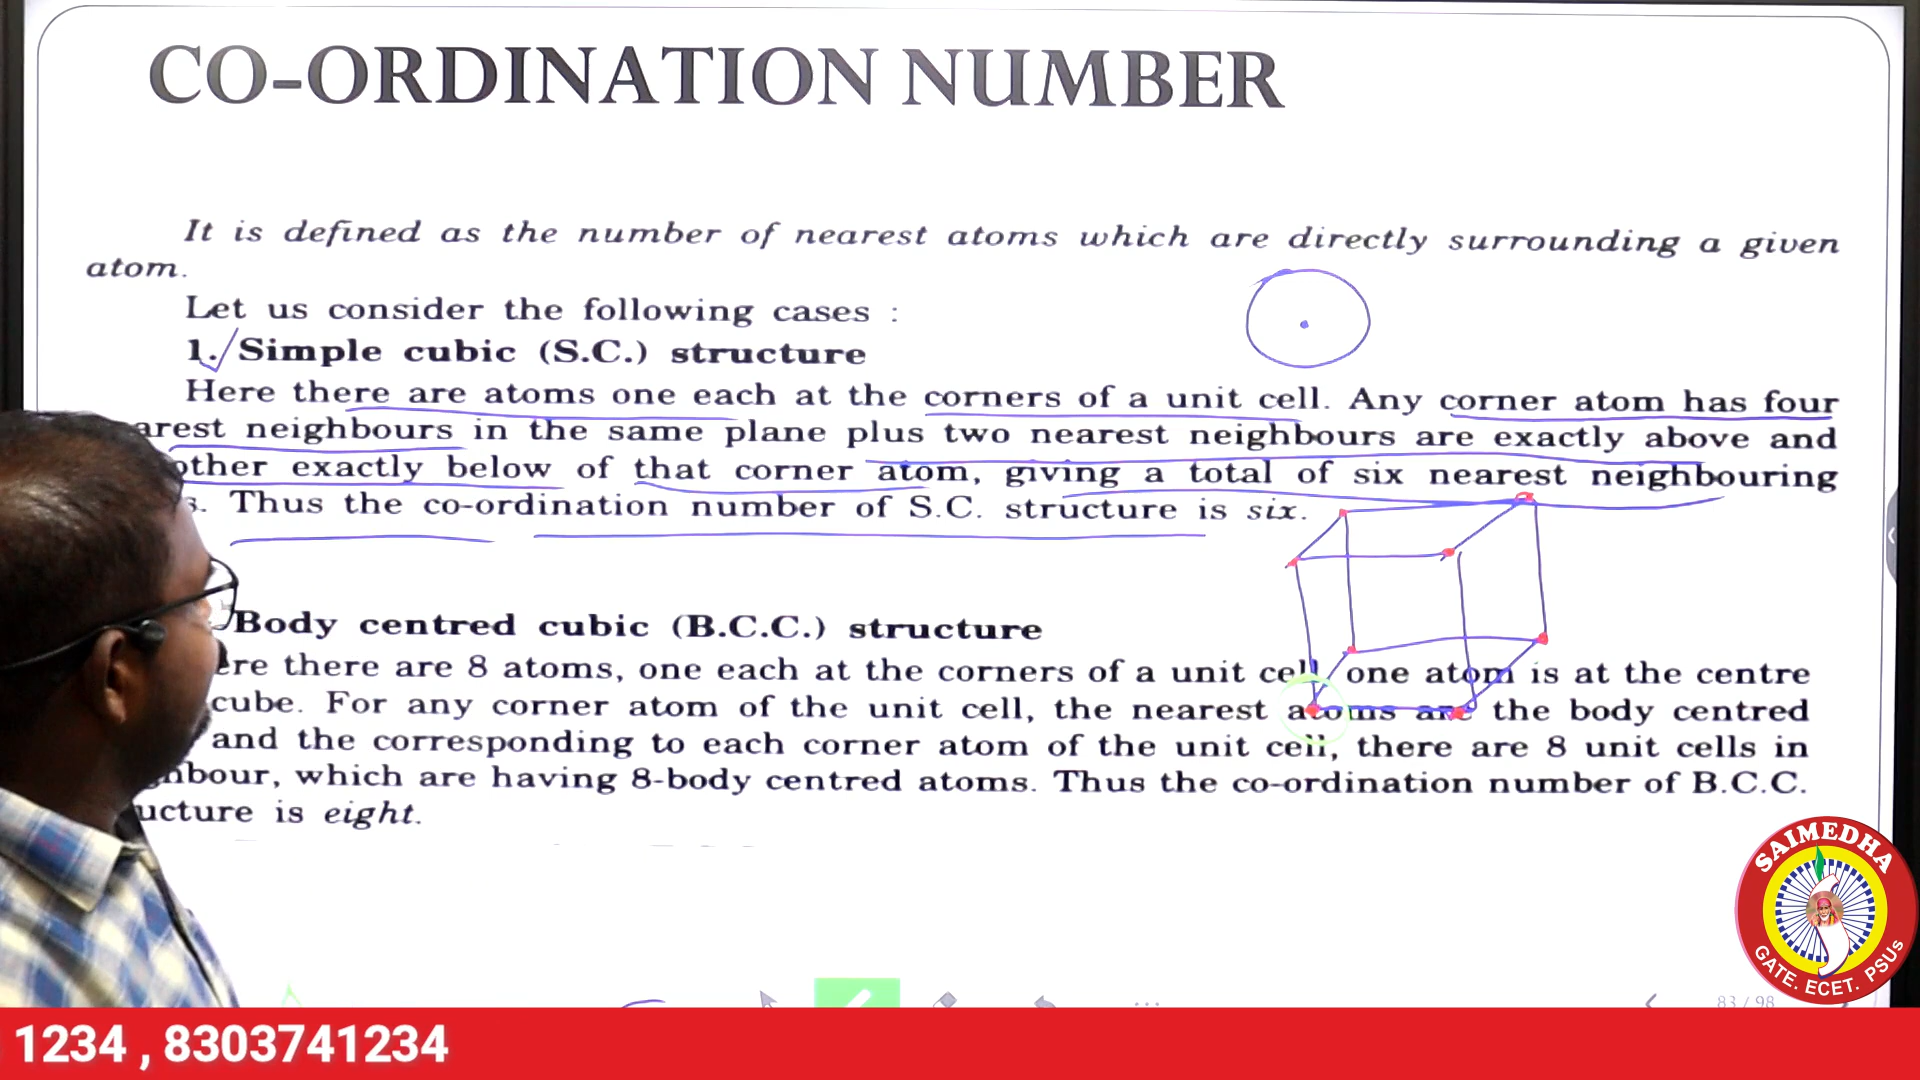 CO-ORDINATION NUMBER
It is defined as the number of nearest atoms which are directly surrounding a given
atom.
Let us consider the following cases :
1. Simple cubic (S.C.) structure
Here there are atoms one each at the corners of a unit cell. Any corner atom has four
arest neighbours in the same plane plus two nearest neighbours are exactly above and
other exactly below of that corner atom, giving a total of six nearest neighbouring
s. Thus the co-ordination number of S.C. structure is six.
Body centred cubic (B.C.C.) structure
ere there are 8 atoms, one each at the corners of a unit cell, one atom is at the centre
cube. For any corner atom of the unit cell, the nearest atoms are the body centred
and the corresponding to each corner atom of the unit cell, there are 8 unit cells in
hbour, which are having 8-body centred atoms. Thus the co-ordination number of B.C.C.
ucture is eight.
SAIMEDHA
GATE. ECET. PSUs
83 / 98
1234 , 8303741234